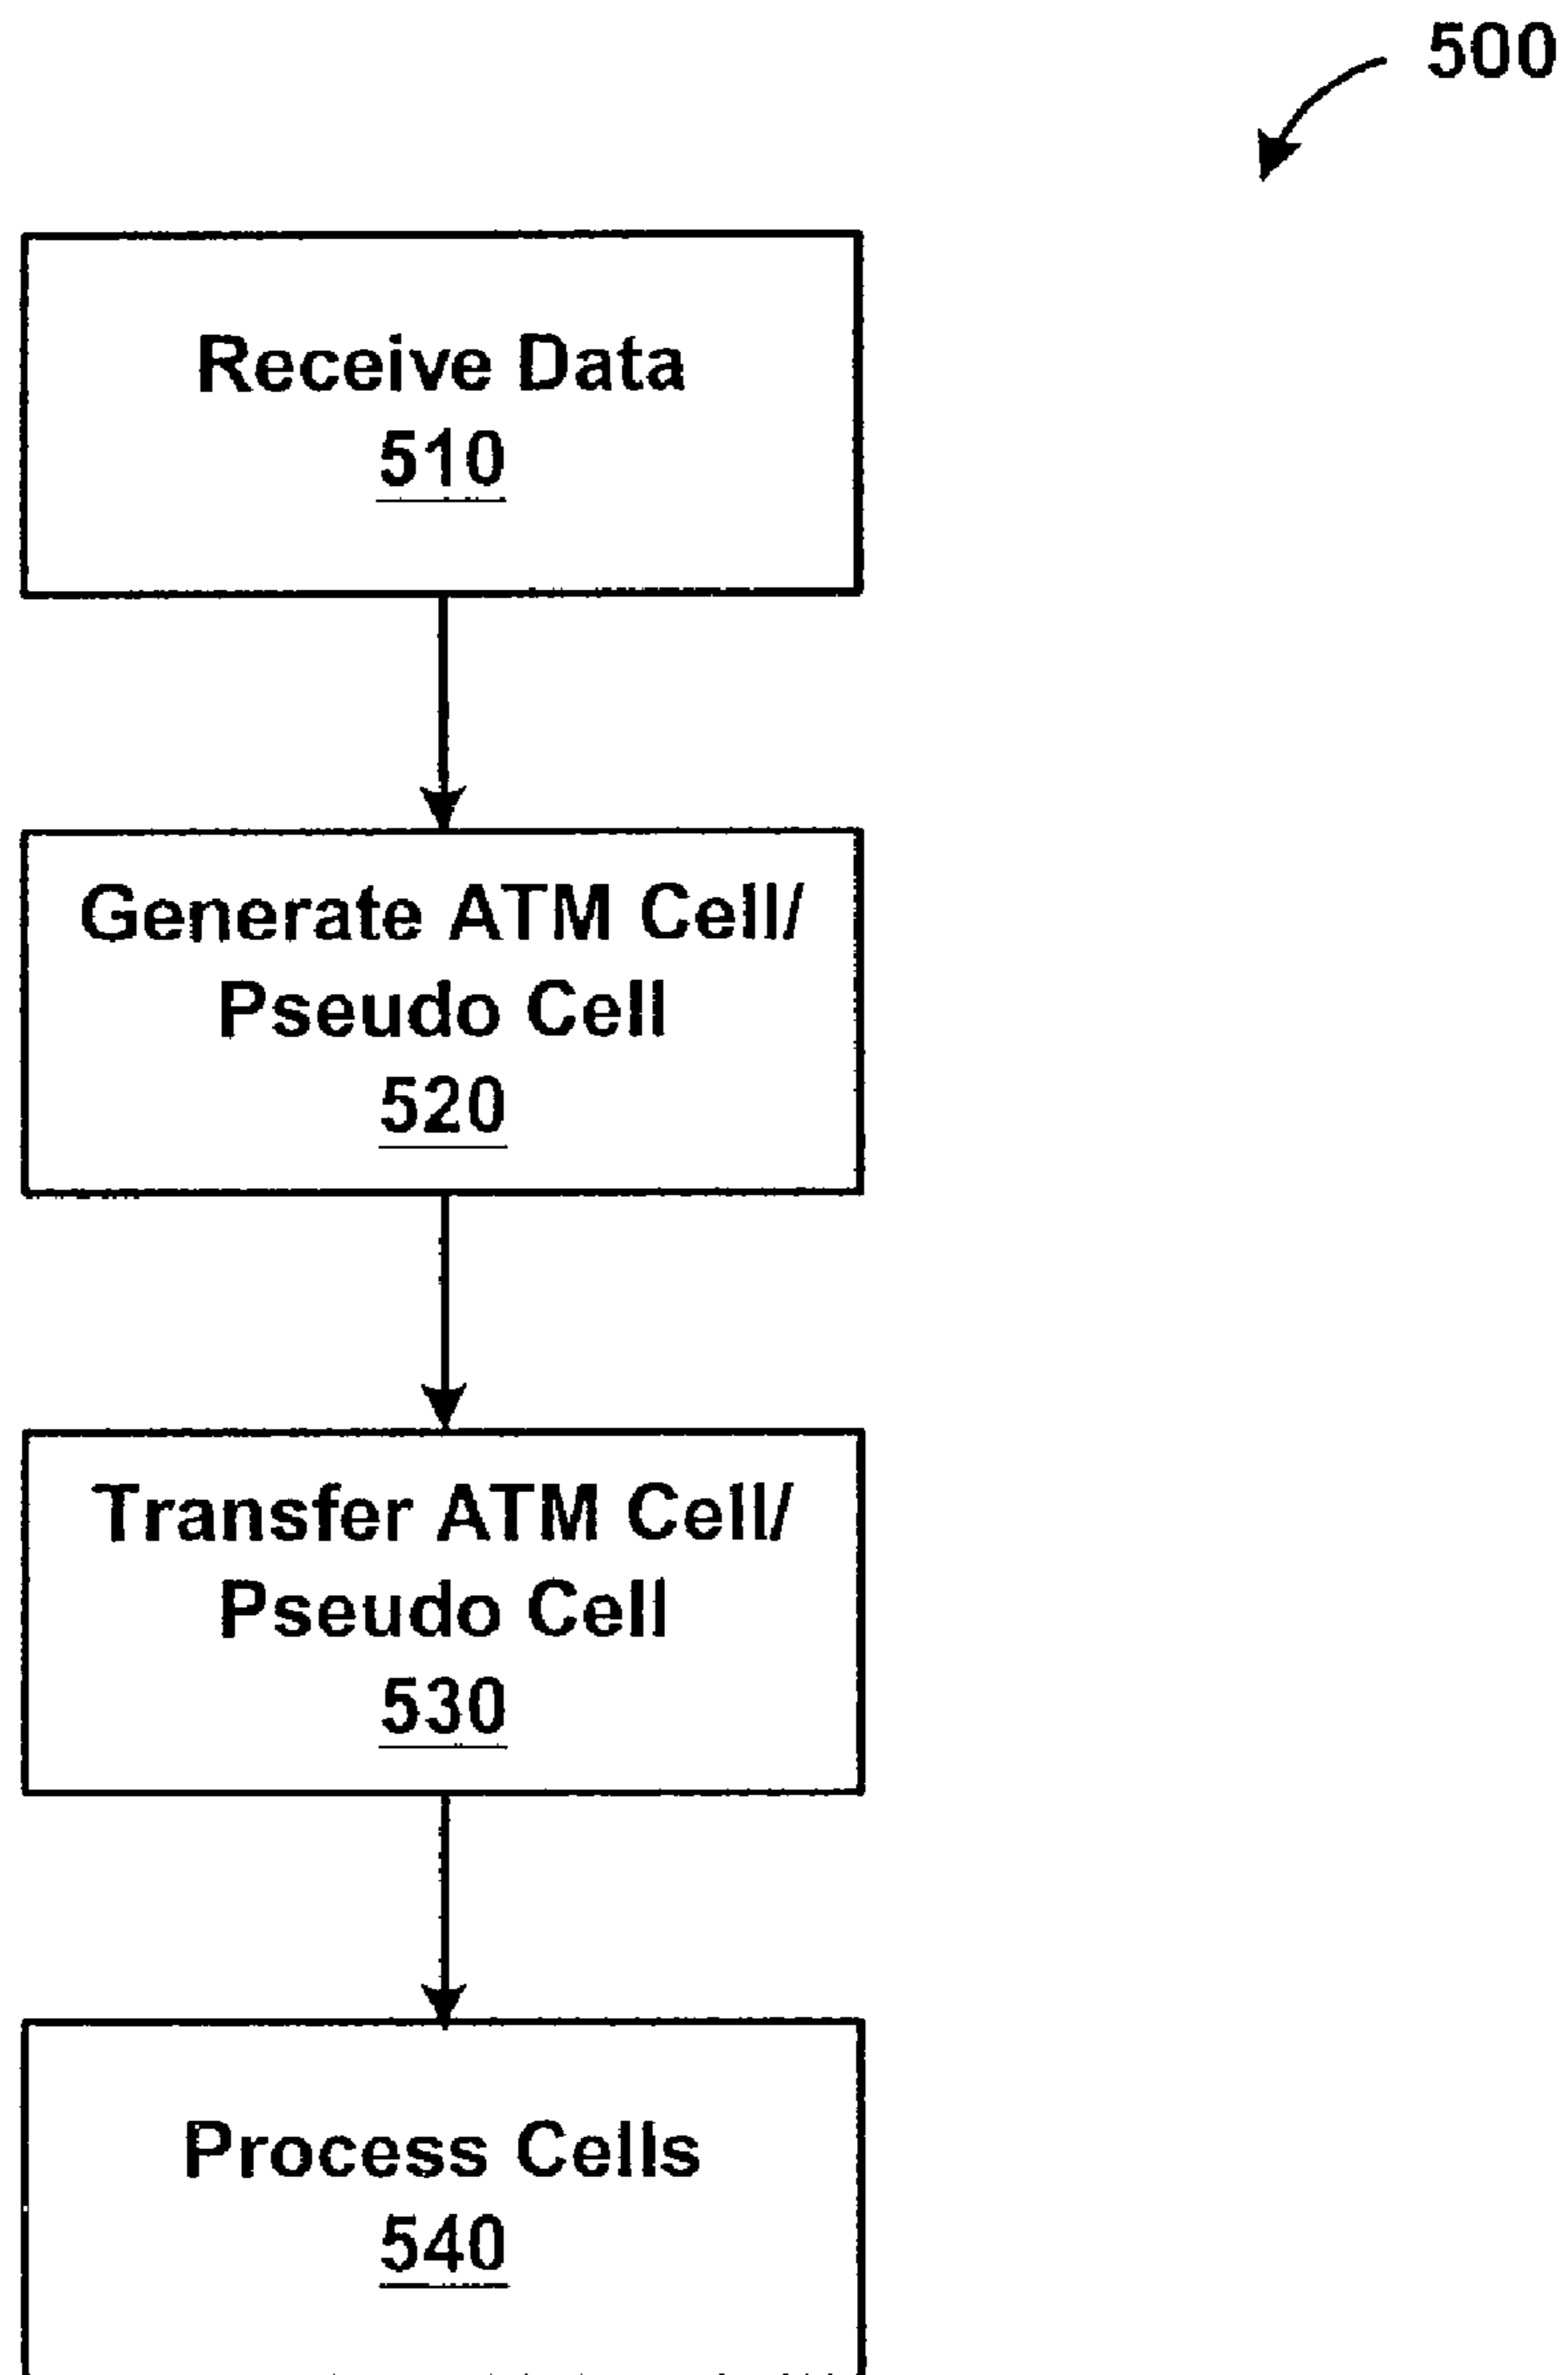 500
Receive Data
510
Generate ATM Cell/
Pseudo Cell
520
Transfer ATM Cell/
Pseudo Cell
530
Process Cells
540